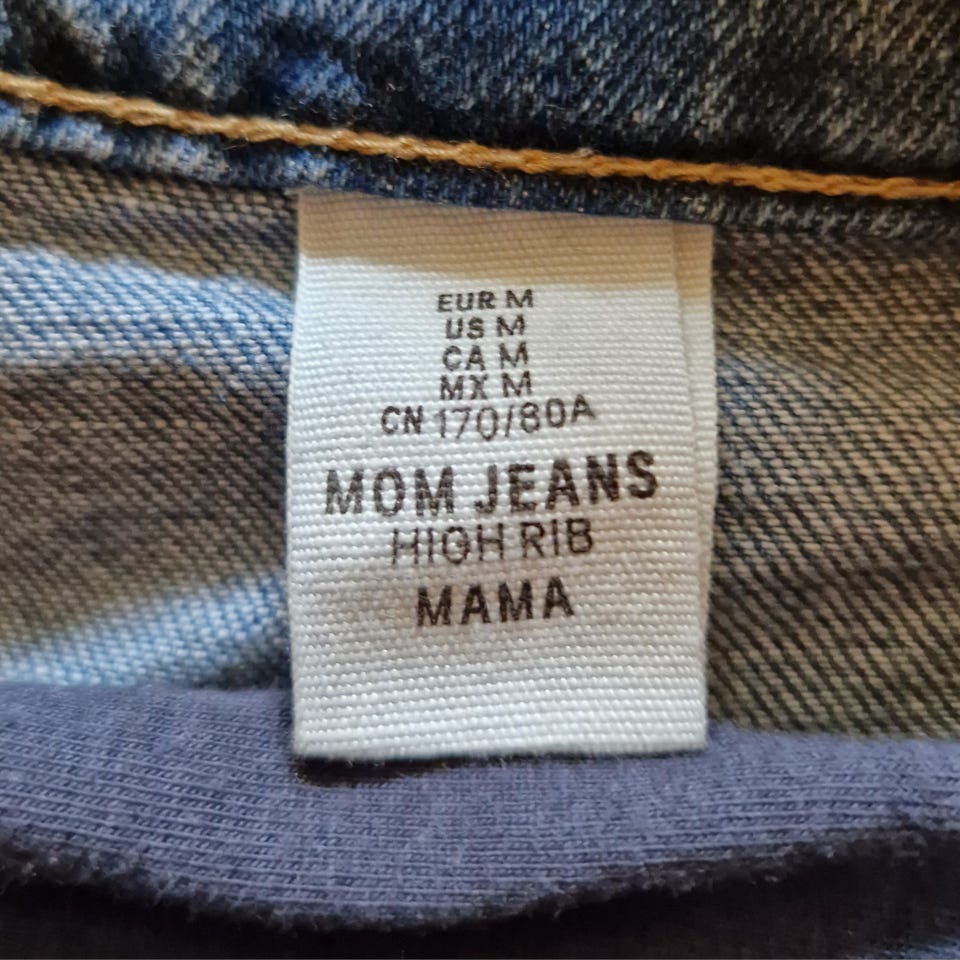 EUR M
US M
CA M
MX M
CN 170/80A
MOM JEANS
HIGH RIB
MAMA